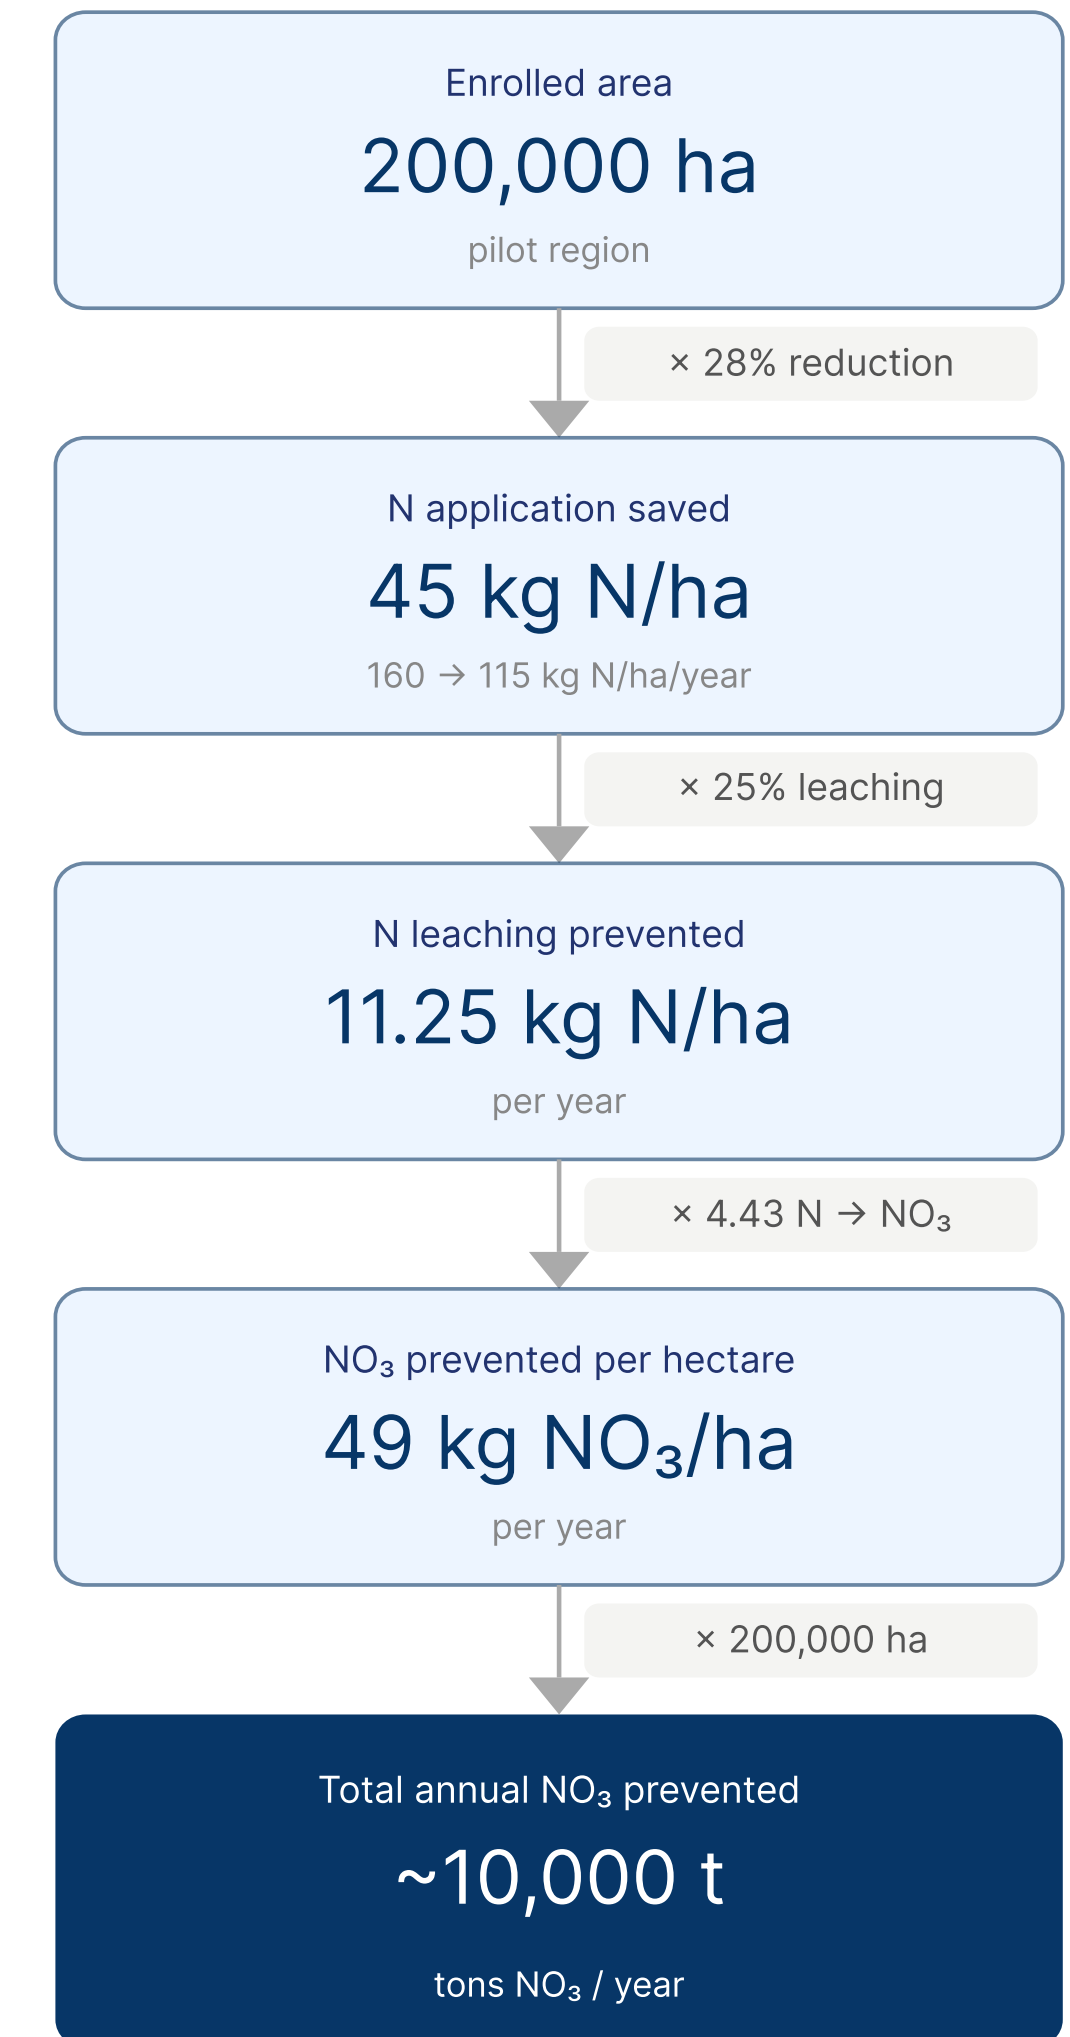 Enrolled area
200,000 ha
pilot region
× 28% reduction
N application saved
45 kg N/ha
160 → 115 kg N/ha/year
× 25% leaching
N leaching prevented
11.25 kg N/ha
per year
× 4.43 N → NO₃
NO₃ prevented per hectare
49 kg NO₃/ha
per year
× 200,000 ha
Total annual NO₃ prevented
~10,000 t
tons NO₃ / year